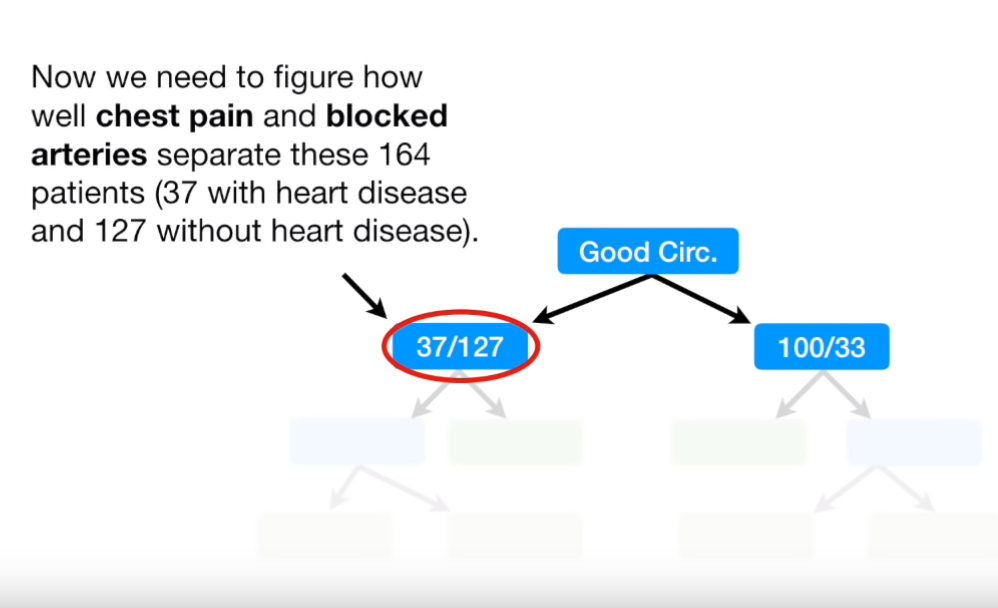 Now we need to figure how
well chest pain and blocked
arteries separate these 164
patients (37 with heart disease
and 127 without heart disease).
Good Circ.
37/127
100/33